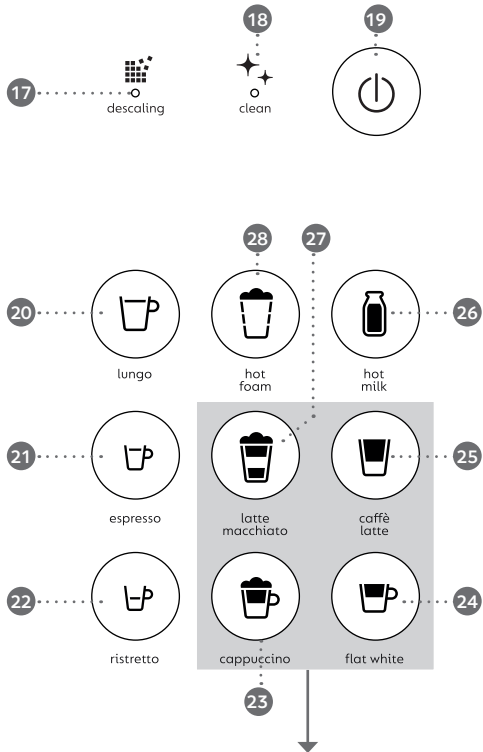 18
19
17
descaling
clean
28
27
20
26
lungo
hot
foam
hot
milk
21
25
espresso
latte
macchiato
caffè
latte
22
24
ristretto
cappuccino
flat white
23